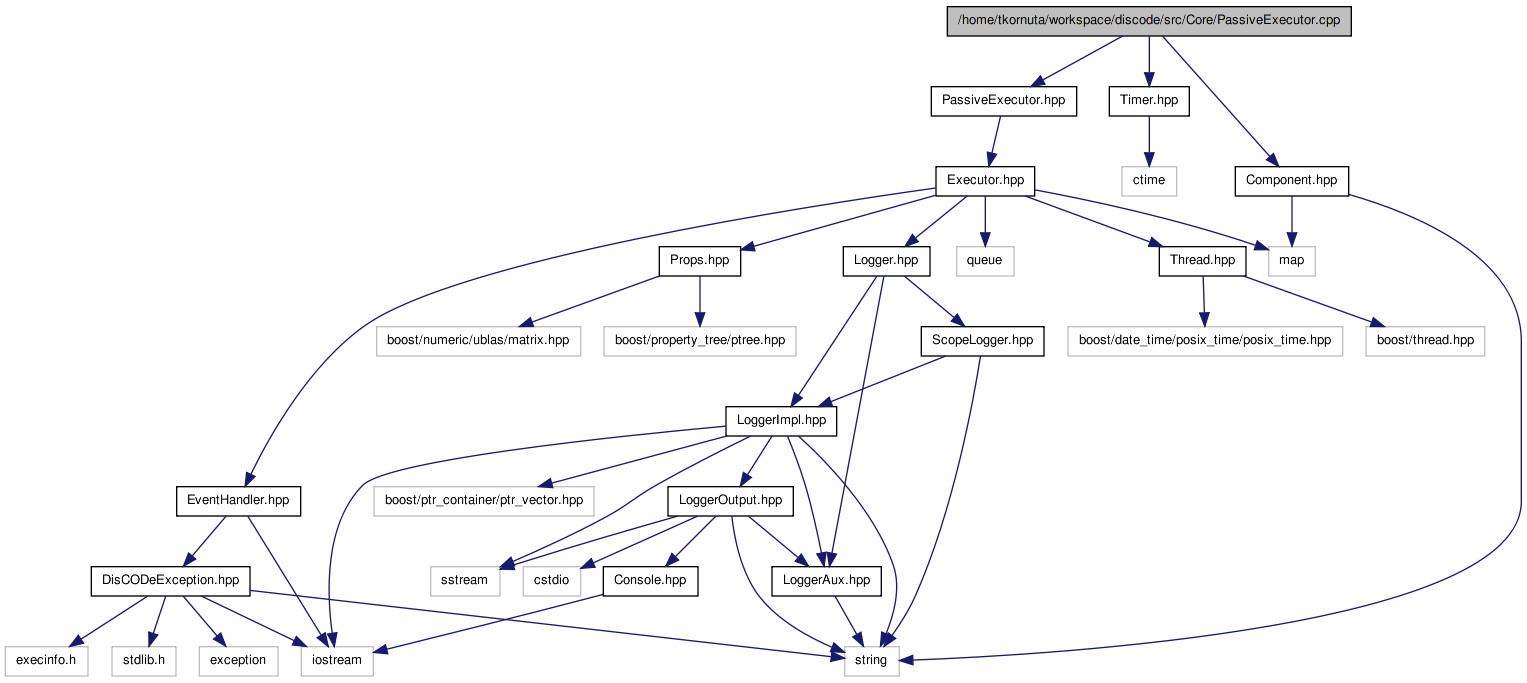 /home/tkornuta/workspace/discode/src/Core/PassiveExecutor.cpp
PassiveExecutor.hpp
Timer.hpp
Executor.hpp
ctime
Component.hpp
Props.hpp
Logger.hpp
queue
Thread.hpp
map
boost/numeric/ublas/matrix.hpp
boost/property_tree/ptree.hpp
ScopeLogger.hpp
boost/date_time/posix_time/posix_time.hpp
boost/thread.hpp
LoggerImpl.hpp
EventHandler.hpp
boost/ptr_container/ptr_vector.hpp
LoggerOutput.hpp
DisCODeException.hpp
sstream
cstdio
Console.hpp
LoggerAux.hpp
execinfo.h
stdlib.h
exception
iostream
string